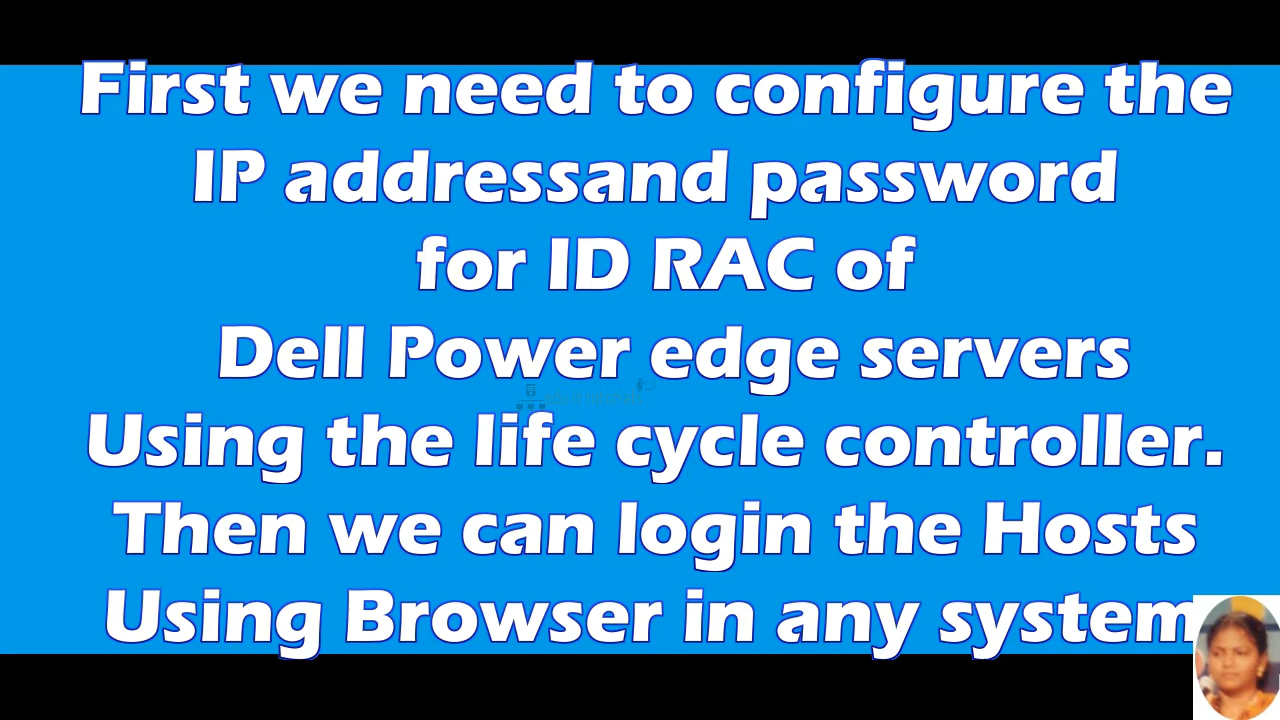 First we need to configure the
IP addressand password
for ID RAC of
Dell Power edge servers
Using the life cycle controller.
Then we can login the Hosts
Using Browser in any system